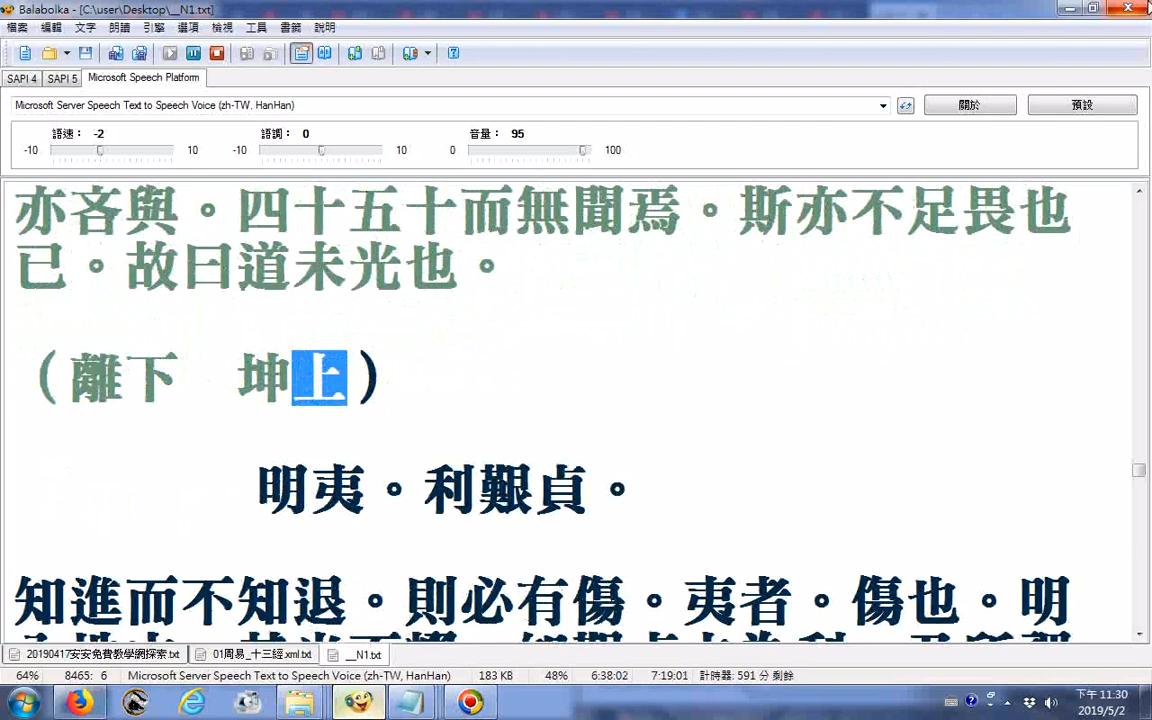 Balabolka - [C:\user\Desktop\__N1.txt]
檔案 編輯 文字 朗讀 引擎 選項 檢視 工具 書籤 說明
SAPI 4 SAPI 5 Microsoft Speech Platform
Microsoft Server Speech Text to Speech Voice (zh-TW, HanHan) 關於 預設
語速： -2 語調： 0 音量： 95
-10 10 -10 10 0 100
亦吝與。四十五十而無聞焉。斯亦不足畏也
已。故曰道未光也。
（離下　坤上）
明夷。利艱貞。
知進而不知退。則必有傷。夷者。傷也。明
20190417安安免費教學網探索.txt 01周易_十三經.xml.txt __N1.txt
64% 8465: 6 Microsoft Server Speech Text to Speech Voice (zh-TW, HanHan) 183 KB 48% 6:38:02 7:19:01 計時器: 591 分 剩餘
下午 11:30
2019/5/2